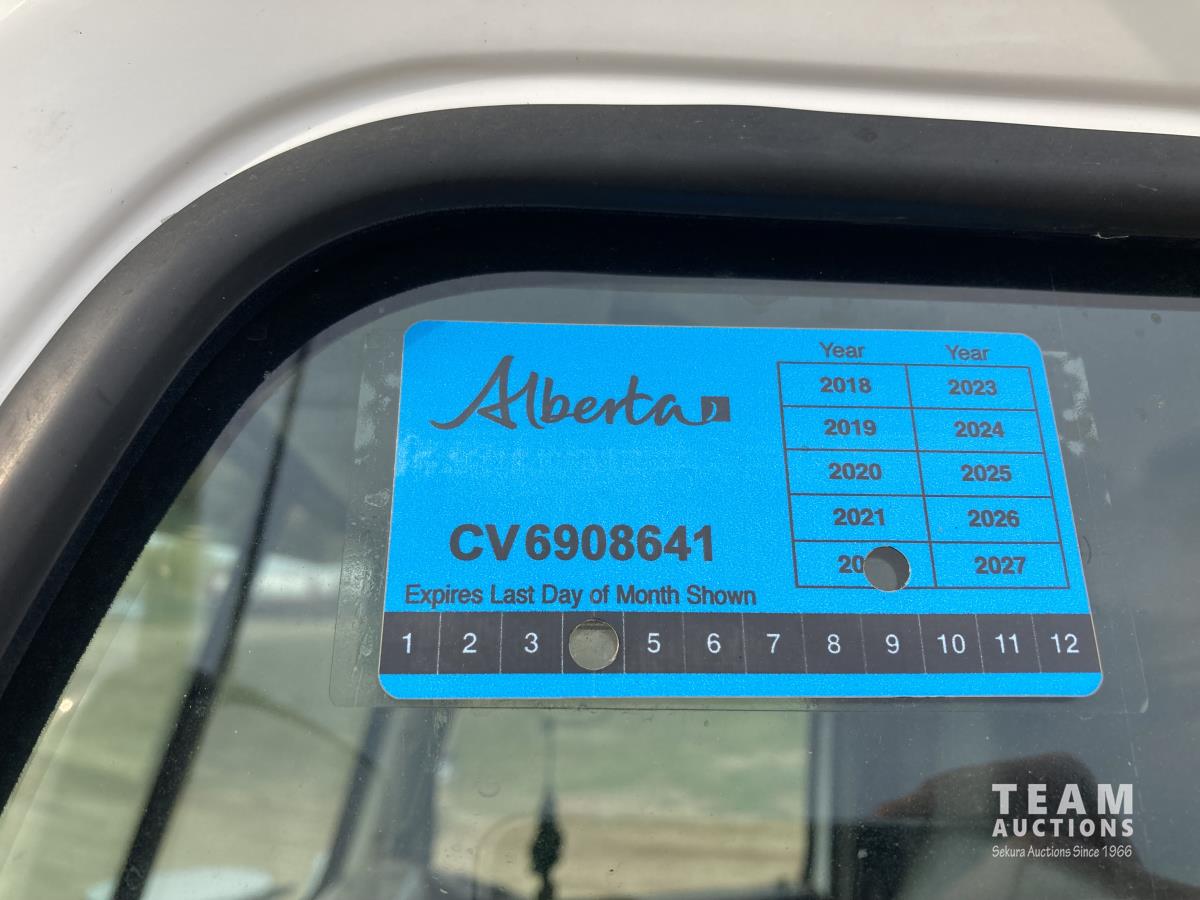 Alberta
Year Year
2018 2023
2019 2024
2020 2025
2021 2026
20 2027
CV6908641
Expires Last Day of Month Shown
1 2 3 5 6 7 8 9 10 11 12
TEAM
AUCTIONS
Sekura Auctions Since 1966